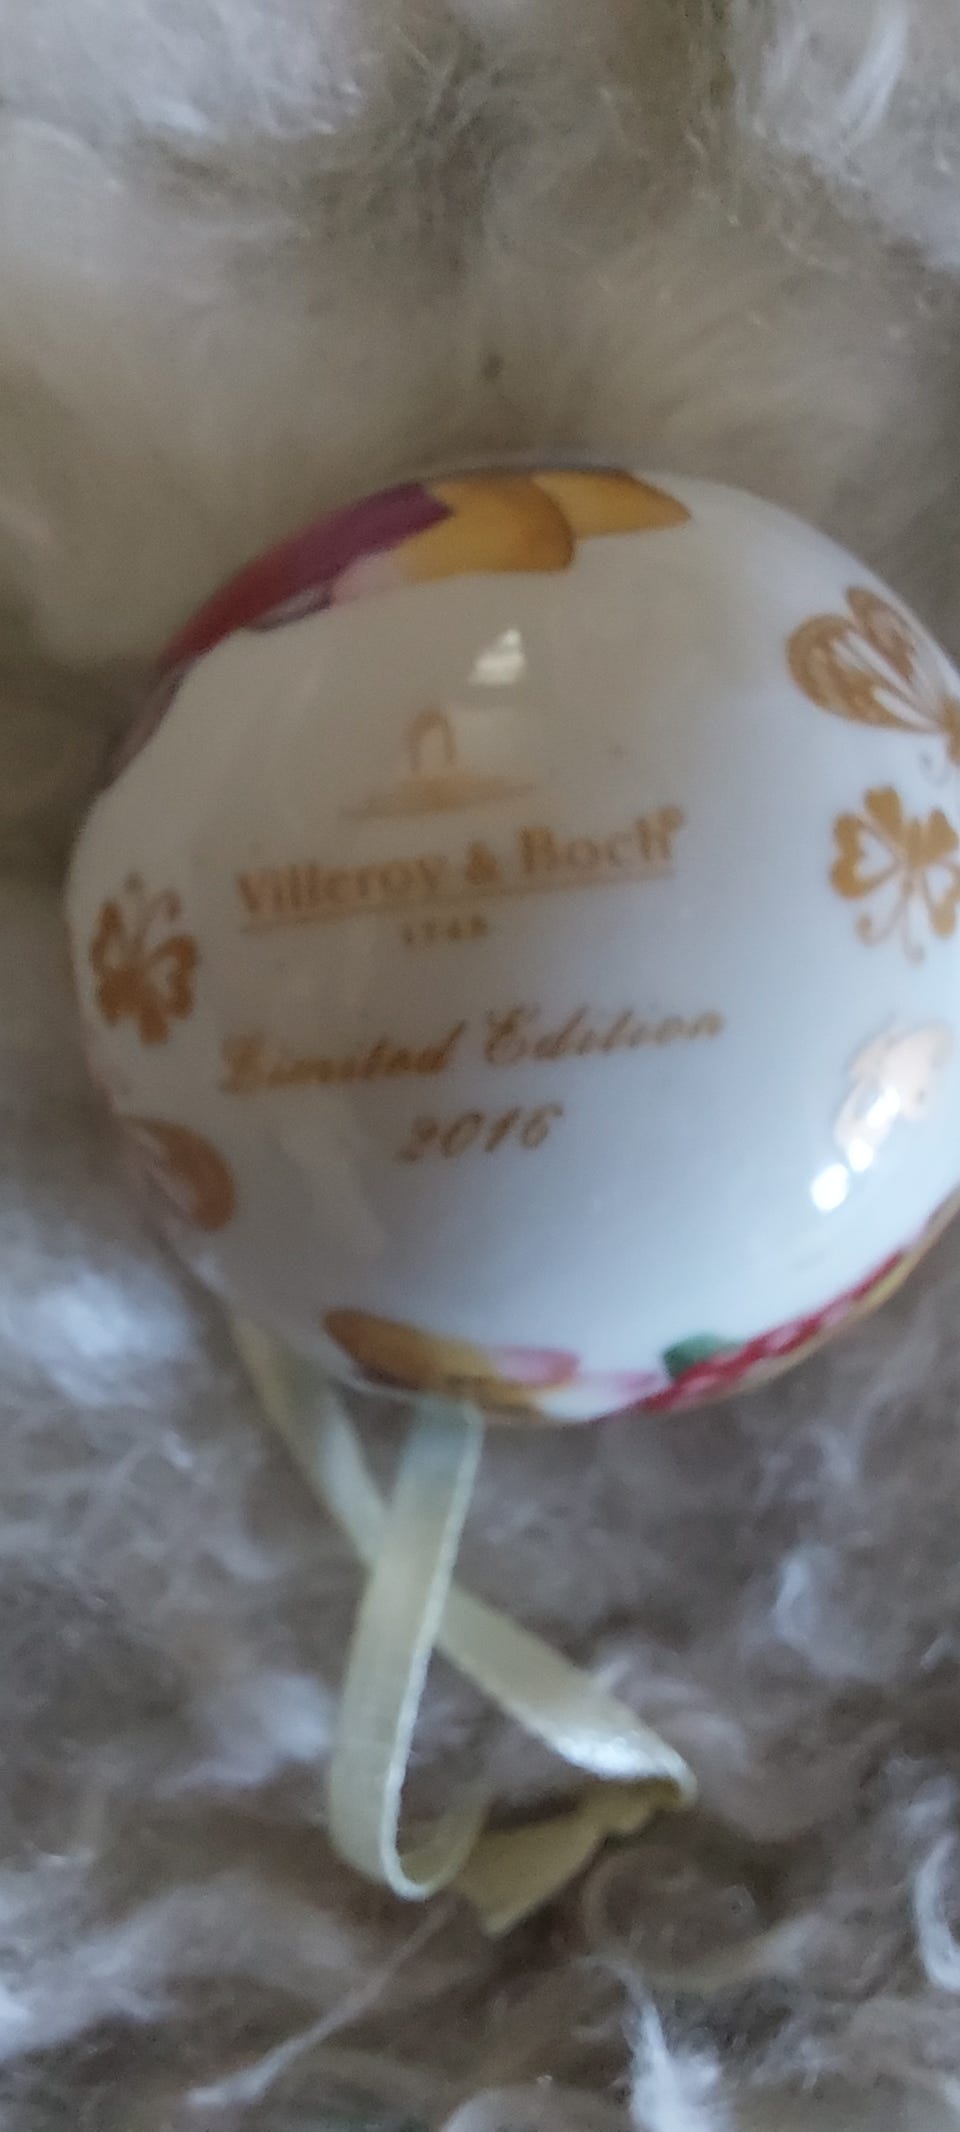 Villeroy & Boch®
1748
Limited Edition
2016